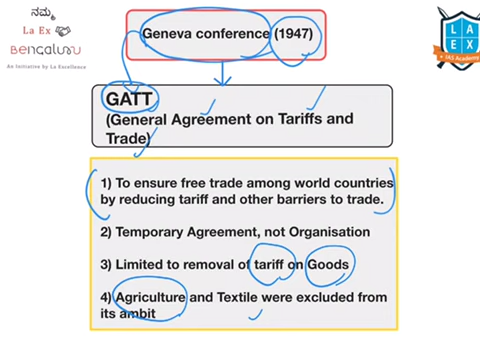 ನಮ್ಮ
La Ex
BENGALURU
An Initiative by La Excellence
Geneva conference (1947)
LA
EX
IAS Academy
GATT
(General Agreement on Tariffs and
Trade)
1) To ensure free trade among world countries
by reducing tariff and other barriers to trade.
2) Temporary Agreement, not Organisation
3) Limited to removal of tariff on Goods
4) Agriculture and Textile were excluded from
its ambit